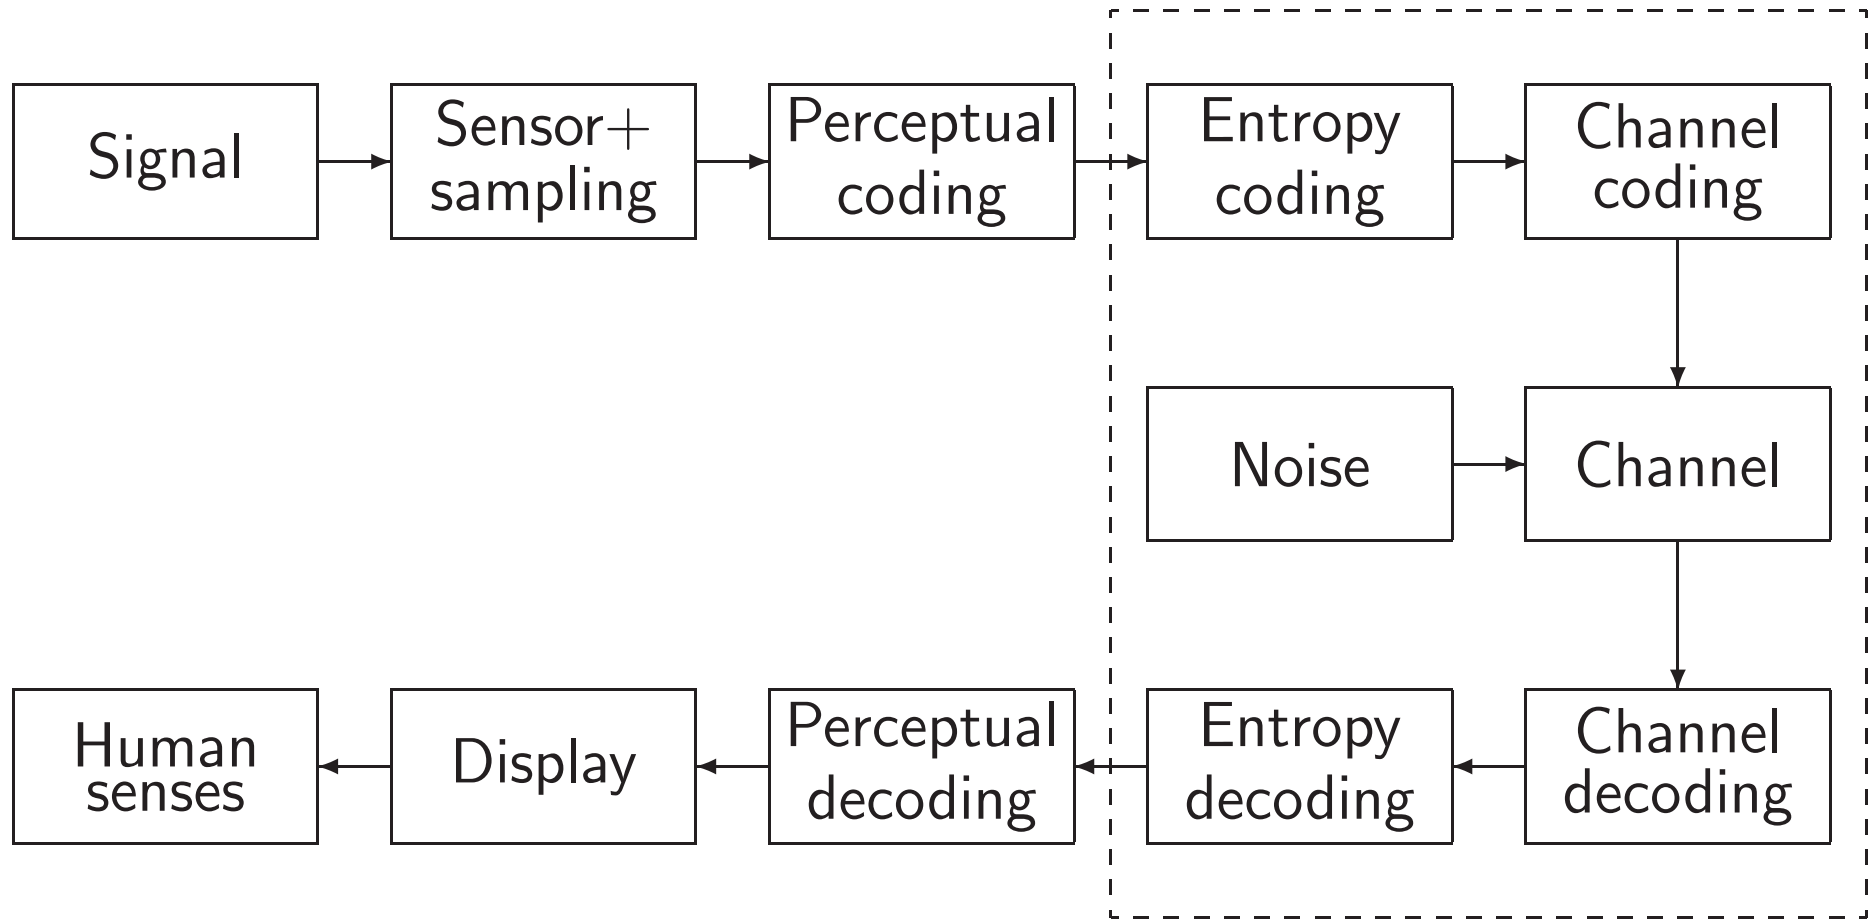 Signal
Sensor+
sampling
Perceptual
coding
Entropy
coding
Channel
coding
Noise
Channel
Human
senses
Display
Perceptual
decoding
Entropy
decoding
Channel
decoding